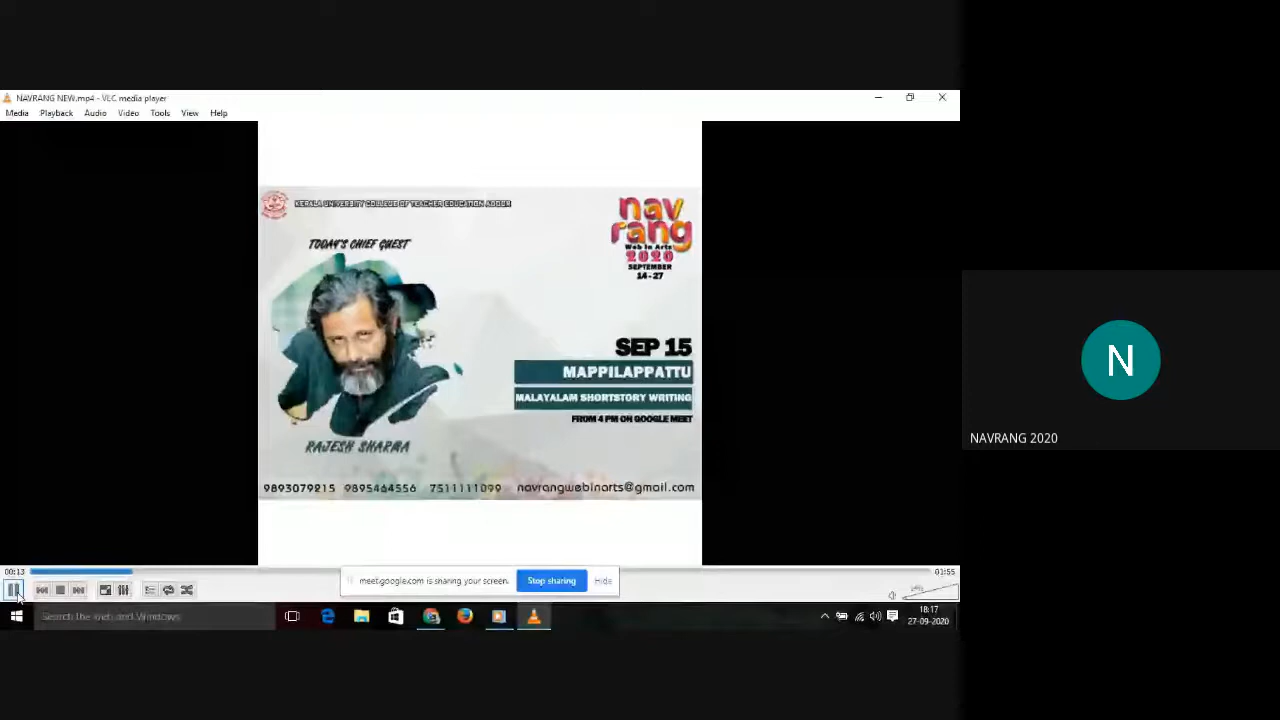 NAVRANG NEW.mp4 - VLC media player
Media Playback Audio Video Tools View Help
KERALA UNIVERSITY COLLEGE OF TEACHER EDUCATION ADOOR
nav
rang
Web in Arts
2020
SEPTEMBER
14 - 27
TODAY'S CHIEF GUEST
SEP 15
MAPPILAPPATTU
MALAYALAM SHORTSTORY WRITING
FROM 4 PM ON GOOGLE MEET
RAJESH SHARMA
9893079215 9895464556 7511111099 navrangwebinarts@gmail.com
N
NAVRANG 2020
00:13
01:55
meet.google.com is sharing your screen.
Stop sharing
Hide
Search the web and Windows
18:17
27-09-2020